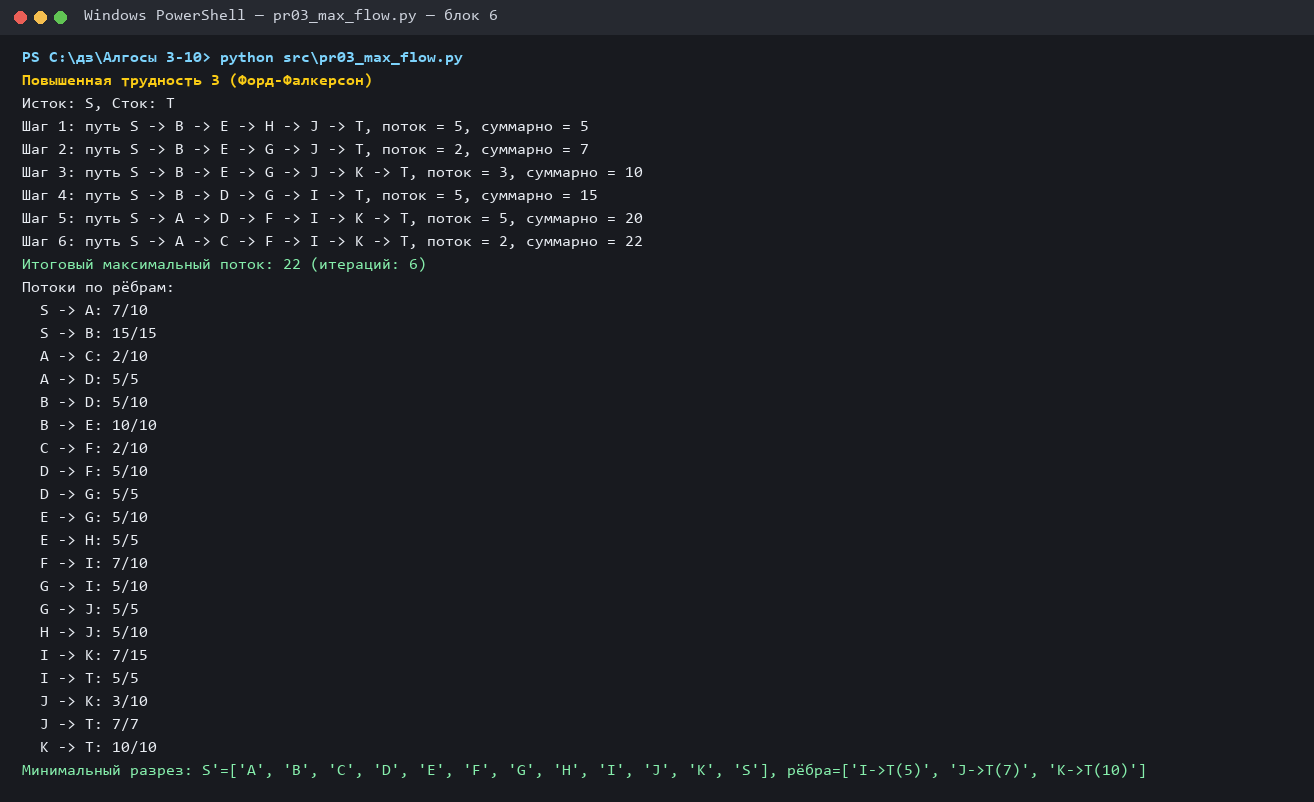 Windows PowerShell — pr03_max_flow.py — блок 6
PS C:\дз\Алгосы 3-10> python src\pr03_max_flow.py
Повышенная трудность 3 (Форд-Фалкерсон)
Исток: S, Сток: T
Шаг 1: путь S -> B -> E -> H -> J -> T, поток = 5, суммарно = 5
Шаг 2: путь S -> B -> E -> G -> J -> T, поток = 2, суммарно = 7
Шаг 3: путь S -> B -> E -> G -> J -> K -> T, поток = 3, суммарно = 10
Шаг 4: путь S -> B -> D -> G -> I -> T, поток = 5, суммарно = 15
Шаг 5: путь S -> A -> D -> F -> I -> K -> T, поток = 5, суммарно = 20
Шаг 6: путь S -> A -> C -> F -> I -> K -> T, поток = 2, суммарно = 22
Итоговый максимальный поток: 22 (итераций: 6)
Потоки по рёбрам:
  S -> A: 7/10
  S -> B: 15/15
  A -> C: 2/10
  A -> D: 5/5
  B -> D: 5/10
  B -> E: 10/10
  C -> F: 2/10
  D -> F: 5/10
  D -> G: 5/5
  E -> G: 5/10
  E -> H: 5/5
  F -> I: 7/10
  G -> I: 5/10
  G -> J: 5/5
  H -> J: 5/10
  I -> K: 7/15
  I -> T: 5/5
  J -> K: 3/10
  J -> T: 7/7
  K -> T: 10/10
Минимальный разрез: S'=['A', 'B', 'C', 'D', 'E', 'F', 'G', 'H', 'I', 'J', 'K', 'S'], рёбра=['I->T(5)', 'J->T(7)', 'K->T(10)']